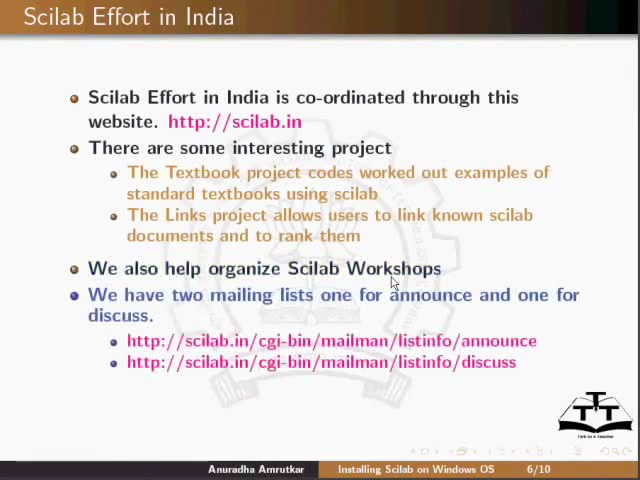 Scilab Effort in India
Scilab Effort in India is co-ordinated through this
website. http://scilab.in
There are some interesting project
The Textbook project codes worked out examples of
standard textbooks using scilab
The Links project allows users to link known scilab
documents and to rank them
We also help organize Scilab Workshops
We have two mailing lists one for announce and one for
discuss.
http://scilab.in/cgi-bin/mailman/listinfo/announce
http://scilab.in/cgi-bin/mailman/listinfo/discuss
T
T T
Talk to a Teacher
Anuradha Amrutkar Installing Scilab on Windows OS 6/10